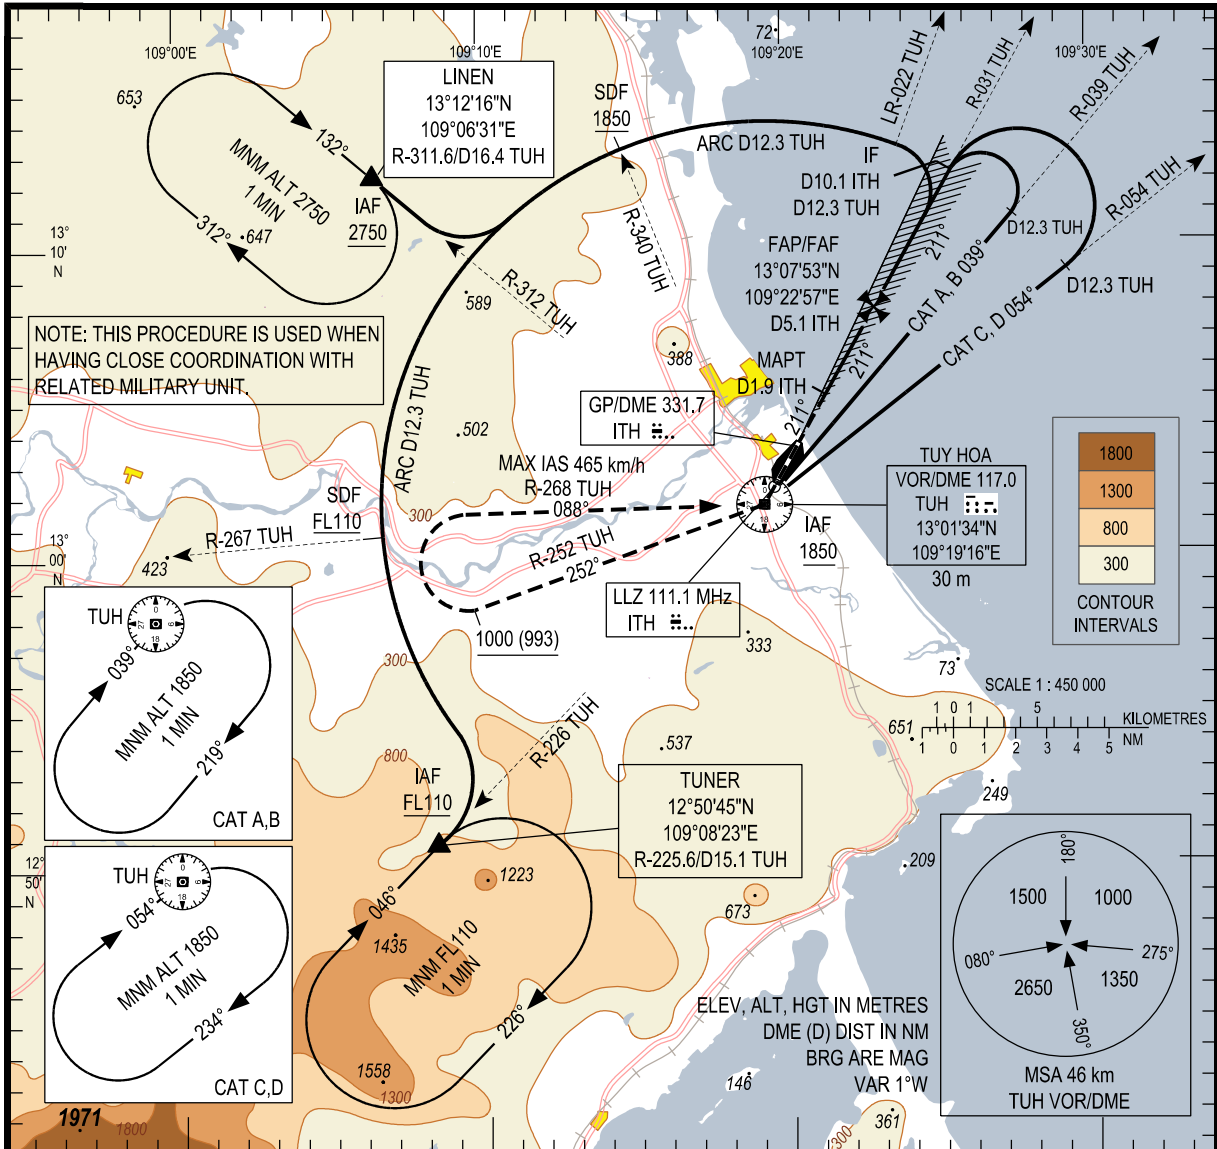 109°00'E
109°10'E
109°20'E
109°30'E
72
653
132°
MNM ALT 2750
1 MIN
312°
647
LINEN
13°12'16"N
109°06'31"E
R-311.6/D16.4 TUH
IAF
2750
SDF
1850
ARC D12.3 TUH
LR-022 TUH
R-031 TUH
R-039 TUH
R-054 TUH
IF
D10.1 ITH
D12.3 TUH
R-340 TUH
R-312 TUH
13°
10'
N
FAP/FAF
13°07'53"N
109°22'57"E
D5.1 ITH
211°
D12.3 TUH
D12.3 TUH
CAT A, B 039°
CAT C, D 054°
211°
589
388
NOTE: THIS PROCEDURE IS USED WHEN
HAVING CLOSE COORDINATION WITH
RELATED MILITARY UNIT.
MAPT
D1.9 ITH
211°
GP/DME 331.7
ITH
ARC D12.3 TUH
502
MAX IAS 465 km/h
R-268 TUH
088°
300
SDF
FL110
R-267 TUH
423
R-252 TUH
252°
1000 (993)
IAF
1850
TUY HOA
VOR/DME 117.0
TUH
13°01'34"N
109°19'16"E
30 m
LLZ 111.1 MHz
ITH
1800
1300
800
300
CONTOUR
INTERVALS
13°
00'
N
TUH
039°
MNM ALT 1850
1 MIN
219°
CAT A,B
300
333
73
SCALE 1 : 450 000
1 0 1 5
KILOMETRES
1 0 1 2 3 4 5
NM
651
R-226 TUH
537
800
IAF
FL110
TUNER
12°50'45"N
109°08'23"E
R-225.6/D15.1 TUH
249
209
12°
50'
N
TUH
054°
MNM ALT 1850
1 MIN
234°
CAT C,D
1223
673
046°
1435
MNM FL110
1 MIN
226°
1558
1300
180°
1500
1000
080°
275°
2650
1350
350°
MSA 46 km
TUH VOR/DME
ELEV, ALT, HGT IN METRES
DME (D) DIST IN NM
BRG ARE MAG
VAR 1°W
146
361
300
1971
1800